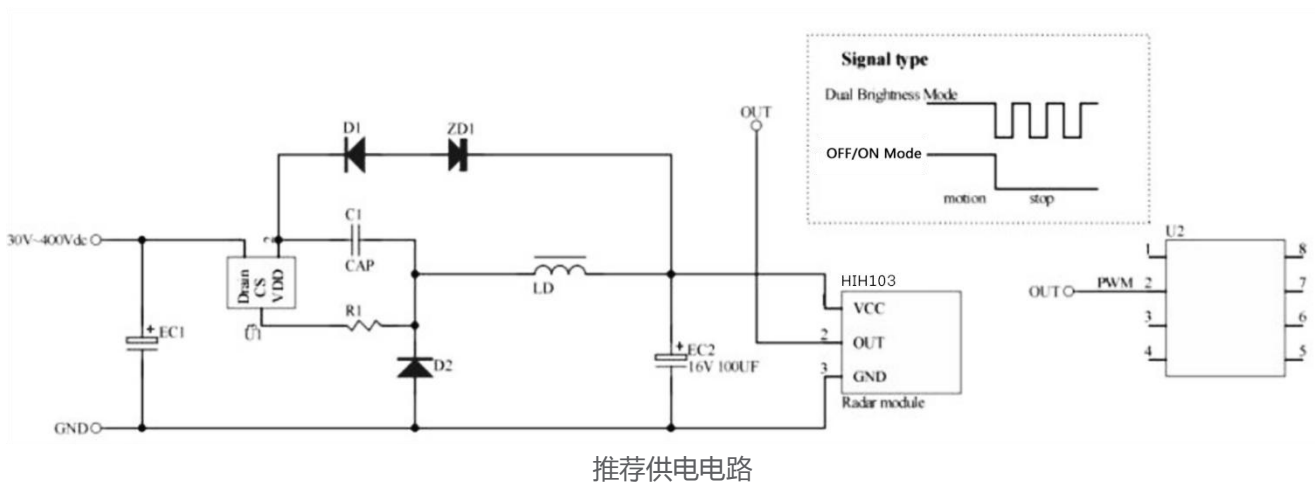 Signal type
Dual Brightness Mode
OFF/ON Mode
motion stop
OUT
D1 ZD1
C1
CAP
30V~400Vdc
2
Drain
CS
VDD
U1
R1
LD
EC1
D2
EC2
16V 100UF
GND
HIH103
VCC
2 OUT
3 GND
Radar module
U2
1 8
OUT PWM 2 7
3 6
4 5
推荐供电电路